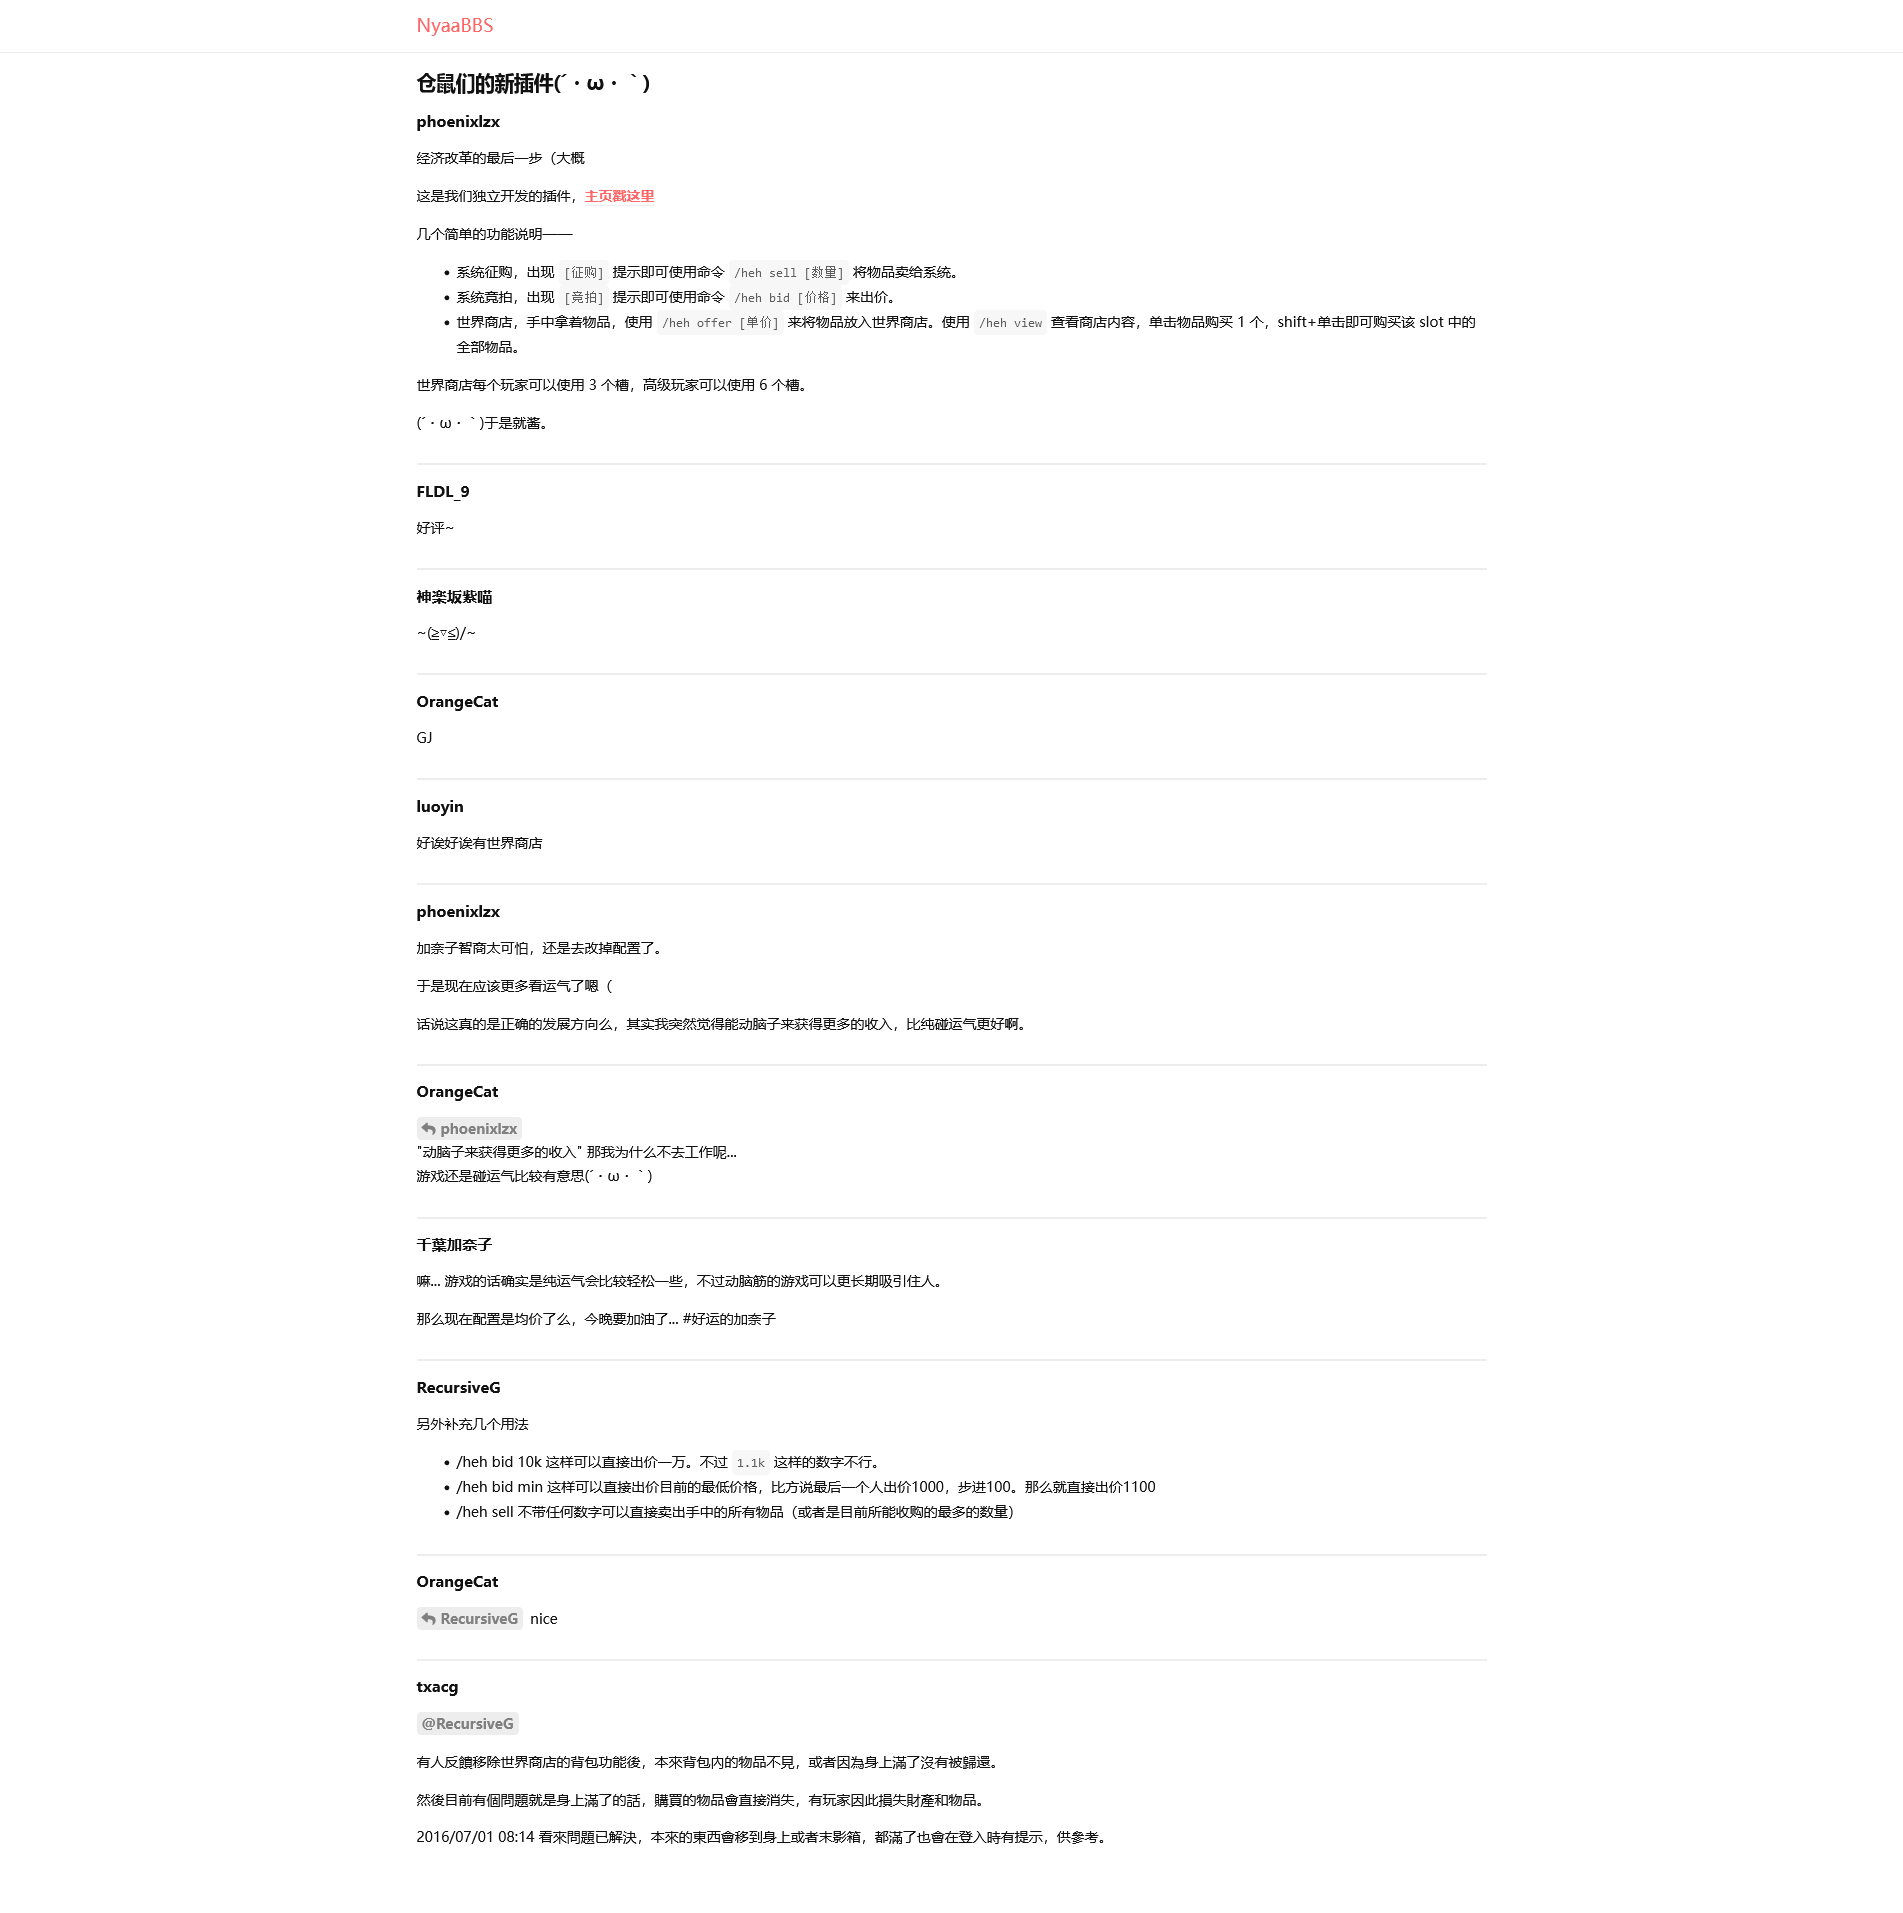 NyaaBBS
仓鼠们的新插件(´・ω・｀)
phoenixlzx
经济改革的最后一步（大概
这是我们独立开发的插件，主页戳这里
几个简单的功能说明——
• 系统征购，出现 [征购] 提示即可使用命令 /heh sell [数量] 将物品卖给系统。
• 系统竞拍，出现 [竞拍] 提示即可使用命令 /heh bid [价格] 来出价。
• 世界商店，手中拿着物品，使用 /heh offer [单价] 来将物品放入世界商店。使用 /heh view 查看商店内容，单击物品购买 1 个，shift+单击即可购买该 slot 中的
全部物品。
世界商店每个玩家可以使用 3 个槽，高级玩家可以使用 6 个槽。
(´・ω・｀)于是就酱。
FLDL_9
好评~
神楽坂紫喵
~(≧▽≦)/~
OrangeCat
GJ
luoyin
好诶好诶有世界商店
phoenixlzx
加奈子智商太可怕，还是去改掉配置了。
于是现在应该更多看运气了嗯（
话说这真的是正确的发展方向么，其实我突然觉得能动脑子来获得更多的收入，比纯碰运气更好啊。
OrangeCat
phoenixlzx
"动脑子来获得更多的收入" 那我为什么不去工作呢...
游戏还是碰运气比较有意思(´・ω・｀)
千葉加奈子
嘛... 游戏的话确实是纯运气会比较轻松一些，不过动脑筋的游戏可以更长期吸引住人。
那么现在配置是均价了么，今晚要加油了... #好运的加奈子
RecursiveG
另外补充几个用法
• /heh bid 10k 这样可以直接出价一万。不过 1.1k 这样的数字不行。
• /heh bid min 这样可以直接出价目前的最低价格，比方说最后一个人出价1000，步进100。那么就直接出价1100
• /heh sell 不带任何数字可以直接卖出手中的所有物品（或者是目前所能收购的最多的数量）
OrangeCat
RecursiveG nice
txacg
@RecursiveG
有人反饋移除世界商店的背包功能後，本來背包內的物品不見，或者因為身上滿了沒有被歸還。
然後目前有個問題就是身上滿了的話，購買的物品會直接消失，有玩家因此損失財產和物品。
2016/07/01 08:14 看來問題已解決，本來的東西會移到身上或者末影箱，都滿了也會在登入時有提示，供參考。